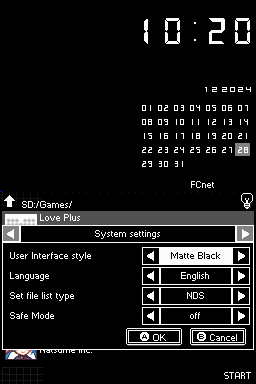 10:20
12 2024
01 02 03 04 05 06 07
08 09 10 11 12 13 14
15 16 17 18 19 20 21
22 23 24 25 26 27 28
29 30 31
FCnet
SD:/Games/
Love Plus
System settings
User Interface style Matte Black
Language English
Set file list type NDS
Safe Mode off
A OK B Cancel
Natsume Inc.
START